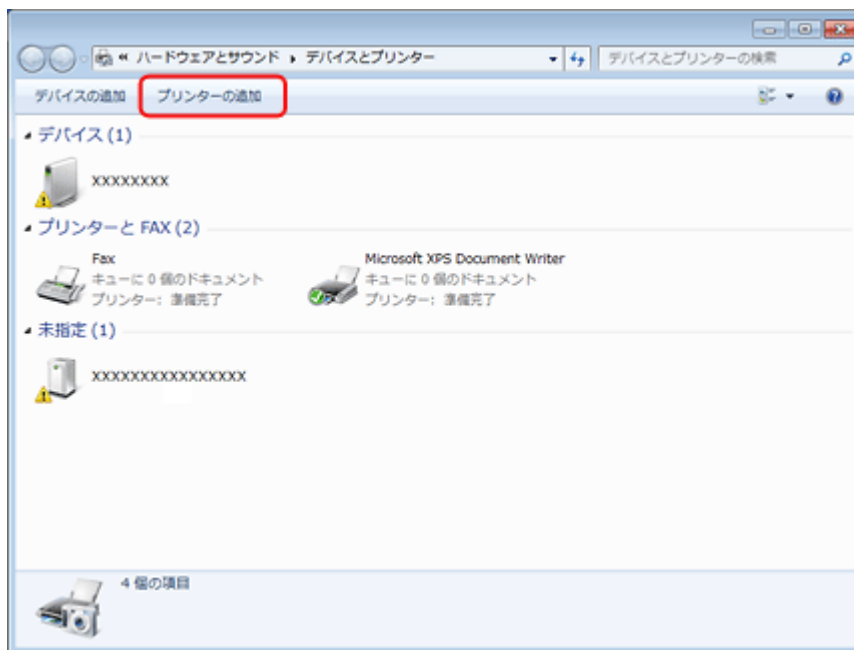 « ハードウェアとサウンド ▸ デバイスとプリンター
デバイスとプリンターの検索
デバイスの追加 プリンターの追加
デバイス (1)
XXXXXXXX
プリンターと FAX (2)
Fax
キューに 0 個のドキュメント
プリンター: 準備完了
Microsoft XPS Document Writer
キューに 0 個のドキュメント
プリンター: 準備完了
未指定 (1)
XXXXXXXXXXXXXXXX
4 個の項目